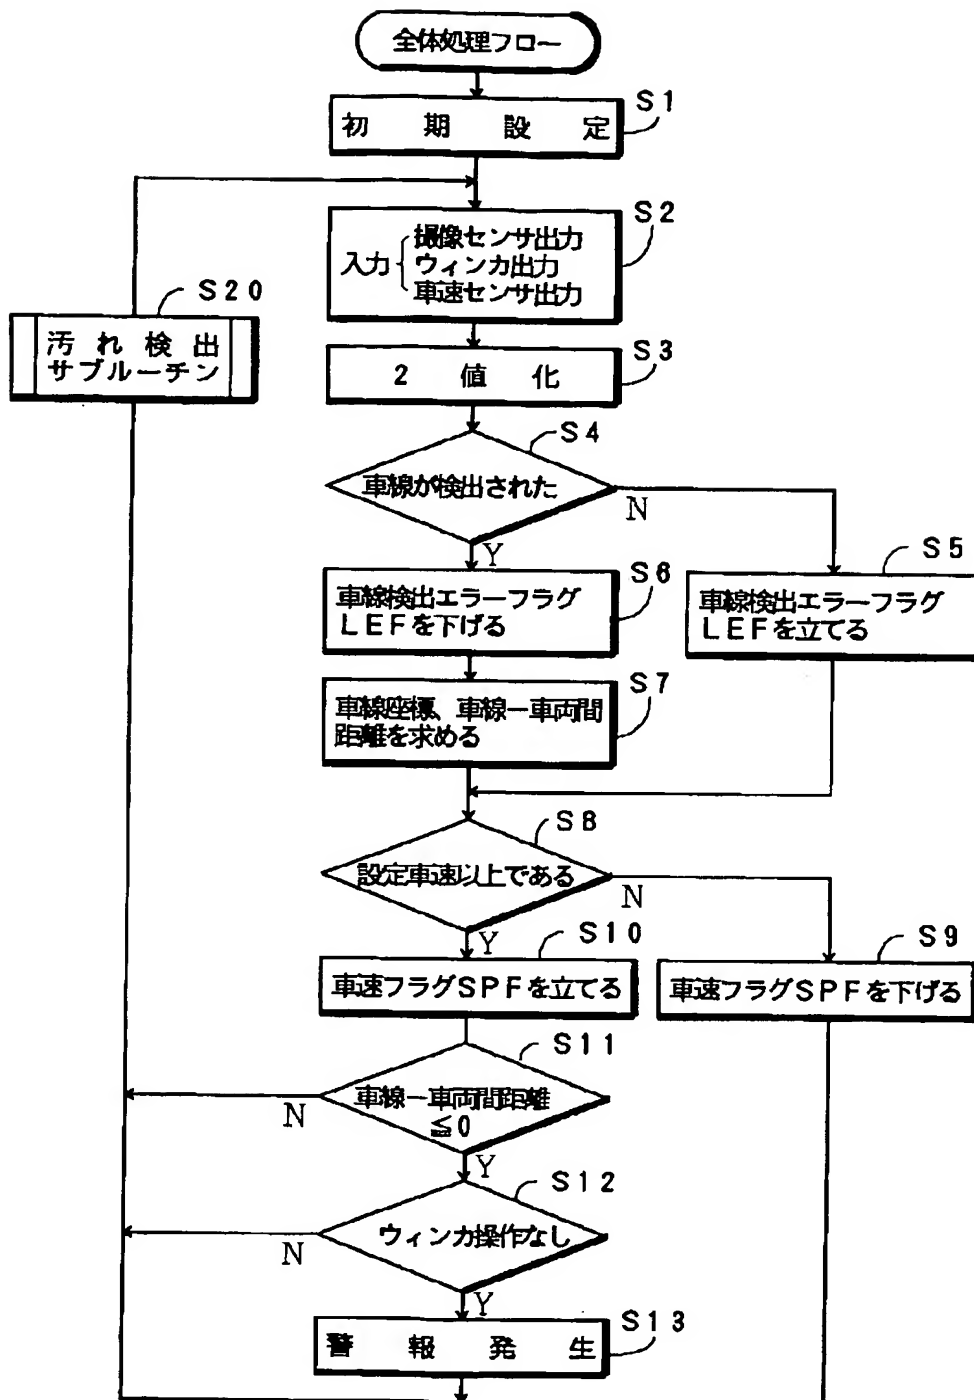 全体処理フロー
S1
初期設定
S2
入力
撮像センサ出力
ウィンカ出力
車速センサ出力
S20
汚れ検出
サブルーチン
S3
2値化
S4
車線が検出された
N
Y
S5
車線検出エラーフラグ
LEFを立てる
S6
車線検出エラーフラグ
LEFを下げる
S7
車線座標、車線ー車両間
距離を求める
S8
設定車速以上である
N
Y
S9
車速フラグSPFを下げる
S10
車速フラグSPFを立てる
S11
車線ー車両間距離
≦0
N
Y
S12
ウィンカ操作なし
N
Y
S13
警報発生